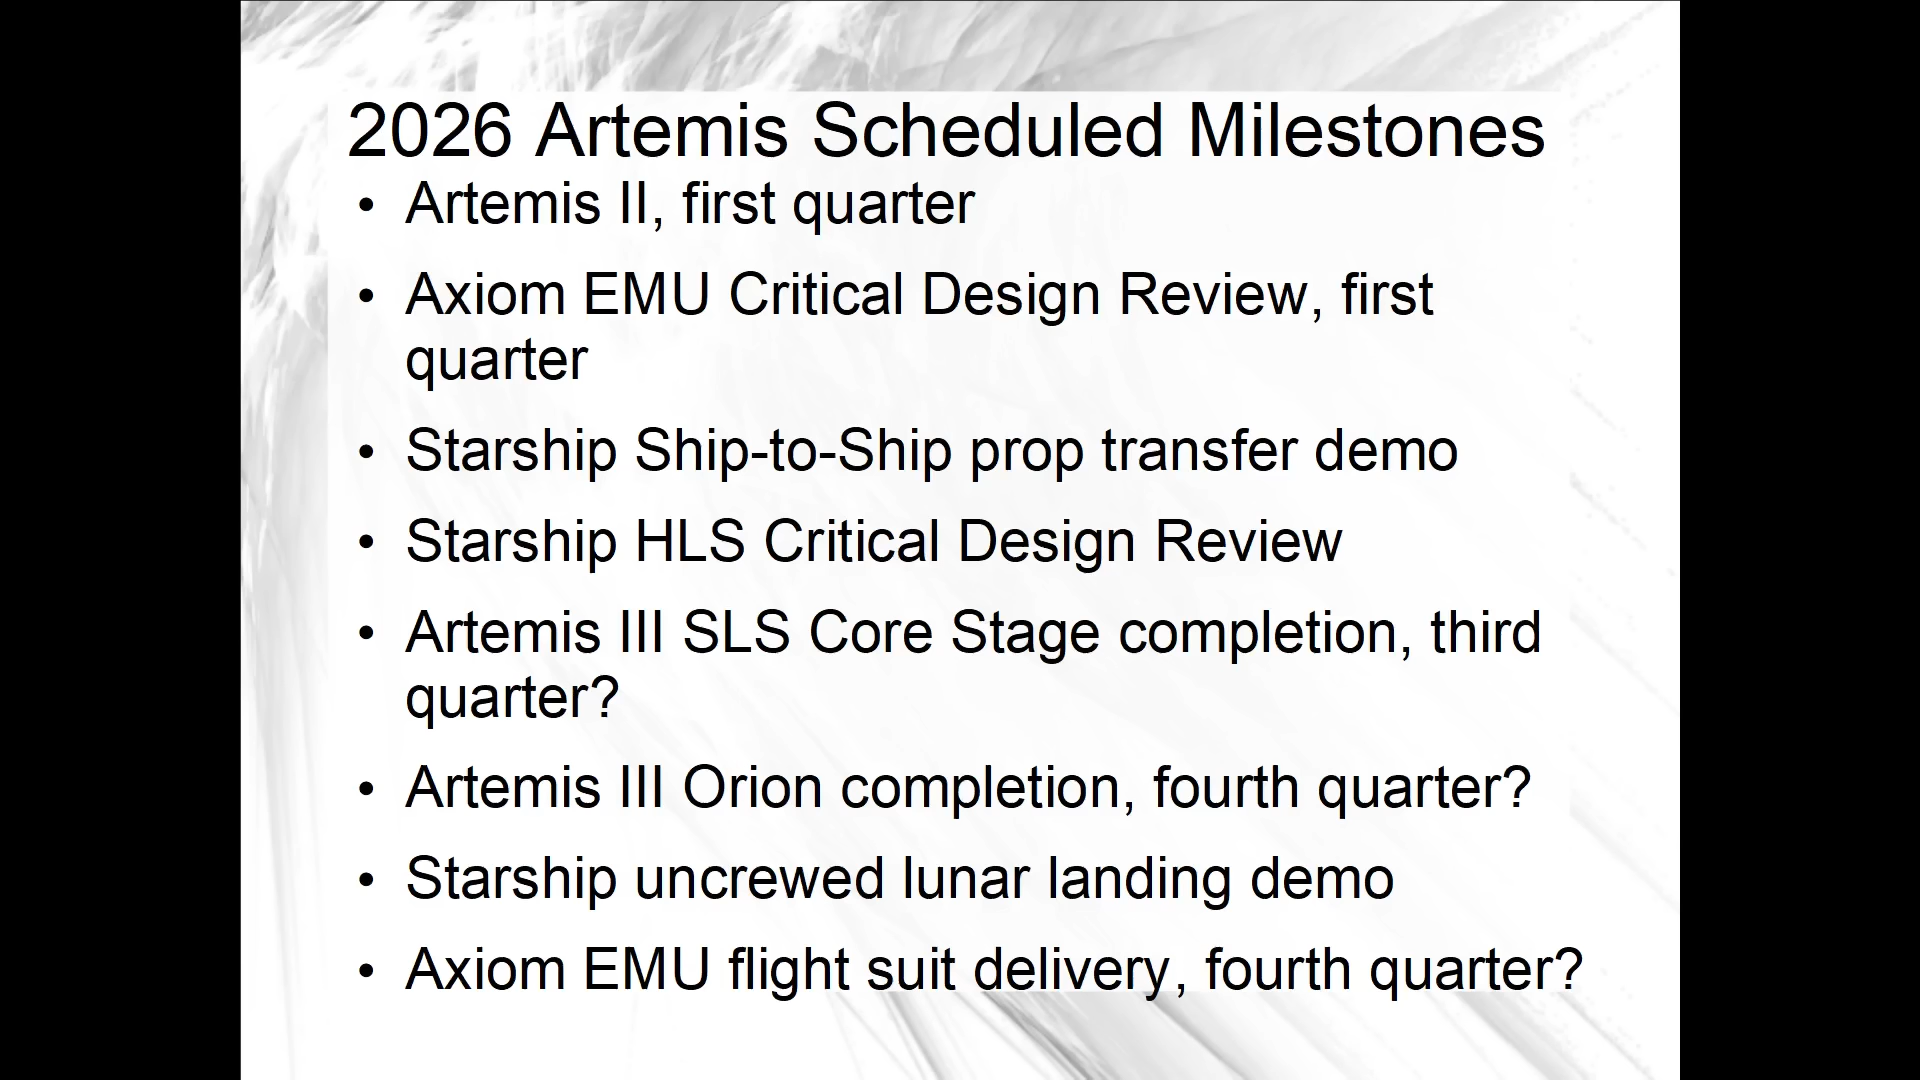 2026 Artemis Scheduled Milestones
• Artemis II, first quarter
• Axiom EMU Critical Design Review, first
quarter
• Starship Ship-to-Ship prop transfer demo
• Starship HLS Critical Design Review
• Artemis III SLS Core Stage completion, third
quarter?
• Artemis III Orion completion, fourth quarter?
• Starship uncrewed lunar landing demo
• Axiom EMU flight suit delivery, fourth quarter?